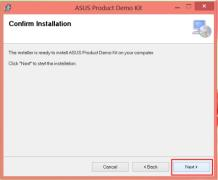 ASUS Product Demo Kit
Confirm Installation
The installer is ready to install ASUS Product Demo Kit on your computer.
Click "Next" to start the installation.
Cancel
< Back
Next >